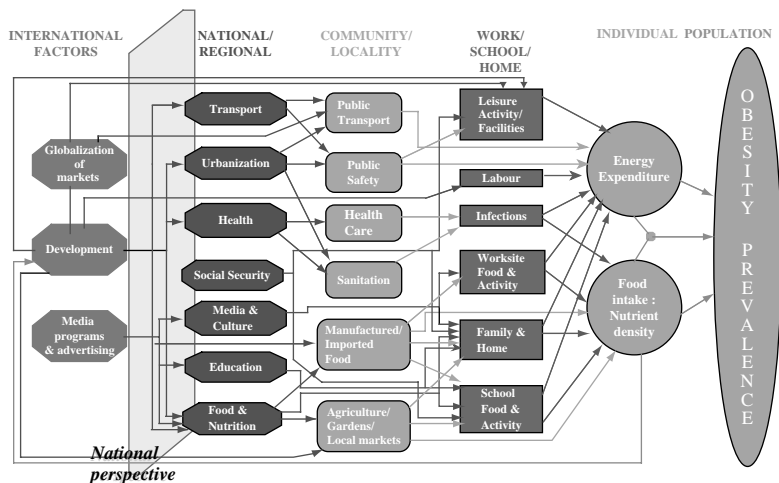 INTERNATIONAL
FACTORS
NATIONAL/
REGIONAL
COMMUNITY/
LOCALITY
WORK/
SCHOOL/
HOME
INDIVIDUAL
POPULATION
Globalization
of
markets
Development
Media
programs
& advertising
Transport
Urbanization
Health
Social Security
Media &
Culture
Education
Food &
Nutrition
National
perspective
Public
Transport
Public
Safety
Health
Care
Sanitation
Manufactured/
Imported
Food
Agriculture/
Gardens/
Local markets
Leisure
Activity/
Facilities
Labour
Infections
Worksite
Food &
Activity
Family &
Home
School
Food &
Activity
Energy
Expenditure
Food
intake :
Nutrient
density
OBESITY PREVALENCE